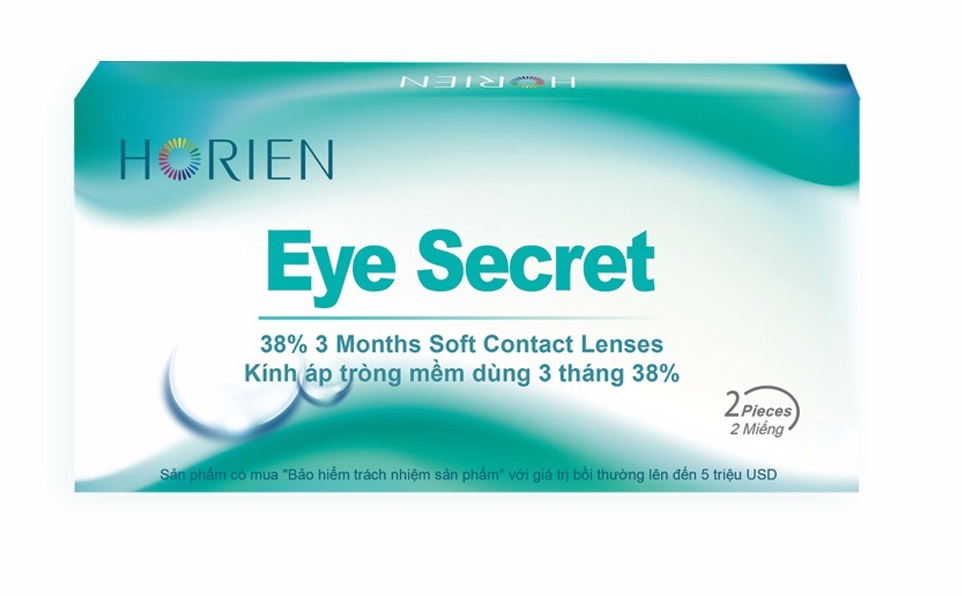 HORIEN
HORIEN
Eye Secret
38% 3 Months Soft Contact Lenses
Kính áp tròng mềm dùng 3 tháng 38%
2 Pieces
2 Miếng
Sản phẩm có mua "Bảo hiểm trách nhiệm sản phẩm" với giá trị bồi thường lên đến 5 triệu USD